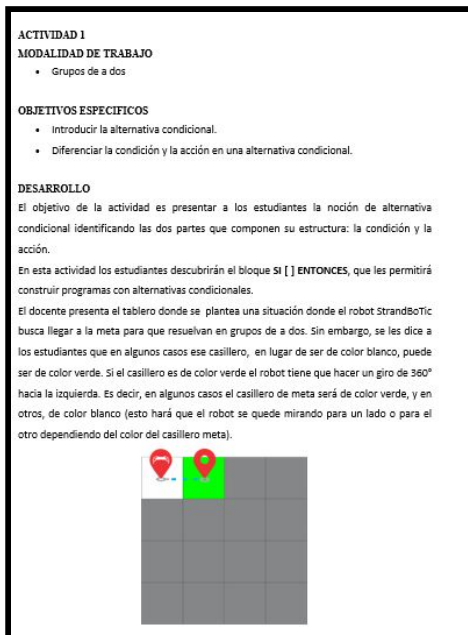 ACTIVIDAD 1
MODALIDAD DE TRABAJO
• Grupos de a dos
OBJETIVOS ESPECIFICOS
• Introducir la alternativa condicional.
• Diferenciar la condición y la acción en una alternativa condicional.
DESARROLLO
El objetivo de la actividad es presentar a los estudiantes la noción de alternativa
condicional identificando las dos partes que componen su estructura: la condición y la
acción.
En esta actividad los estudiantes descubrirán el bloque SI [ ] ENTONCES, que les permitirá
construir programas con alternativas condicionales.
El docente presenta el tablero donde se plantea una situación donde el robot StrandBoTic
busca llegar a la meta para que resuelvan en grupos de a dos. Sin embargo, se les dice a
los estudiantes que en algunos casos ese casillero, en lugar de ser de color blanco, puede
ser de color verde. Si el casillero es de color verde el robot tiene que hacer un giro de 360°
hacia la izquierda. Es decir, en algunos casos el casillero de meta será de color verde, y en
otros, de color blanco (esto hará que el robot se quede mirando para un lado o para el
otro dependiendo del color del casillero meta).